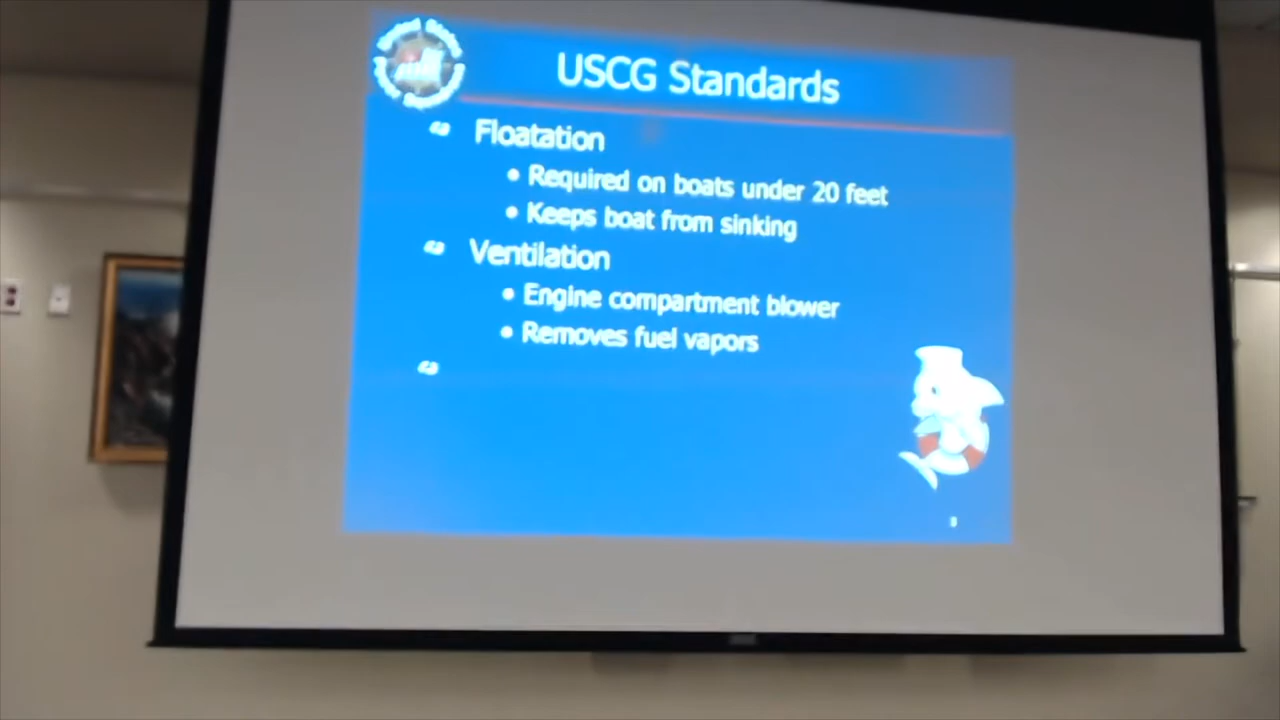 USCG Standards
Floatation
• Required on boats under 20 feet
• Keeps boat from sinking
Ventilation
• Engine compartment blower
• Removes fuel vapors